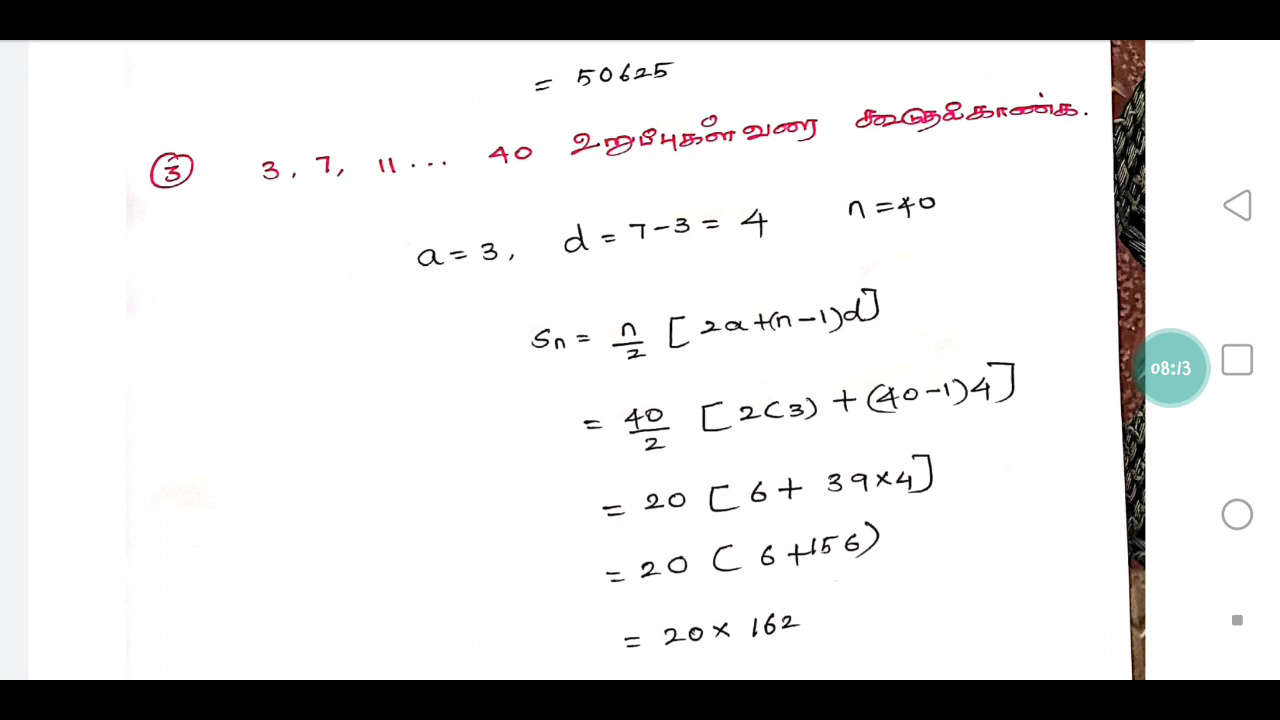 = 50625
③ 3, 7, 11 ... 40 உறுப்புகள் வரை கூடுதல் காண்க.
a = 3, d = 7-3 = 4 n = 40
Sn = n/2 [2a+(n-1)d]
= 40/2 [2(3) + (40-1)4]
= 20 [6+ 39×4]
= 20 (6+156)
= 20× 162
08:13